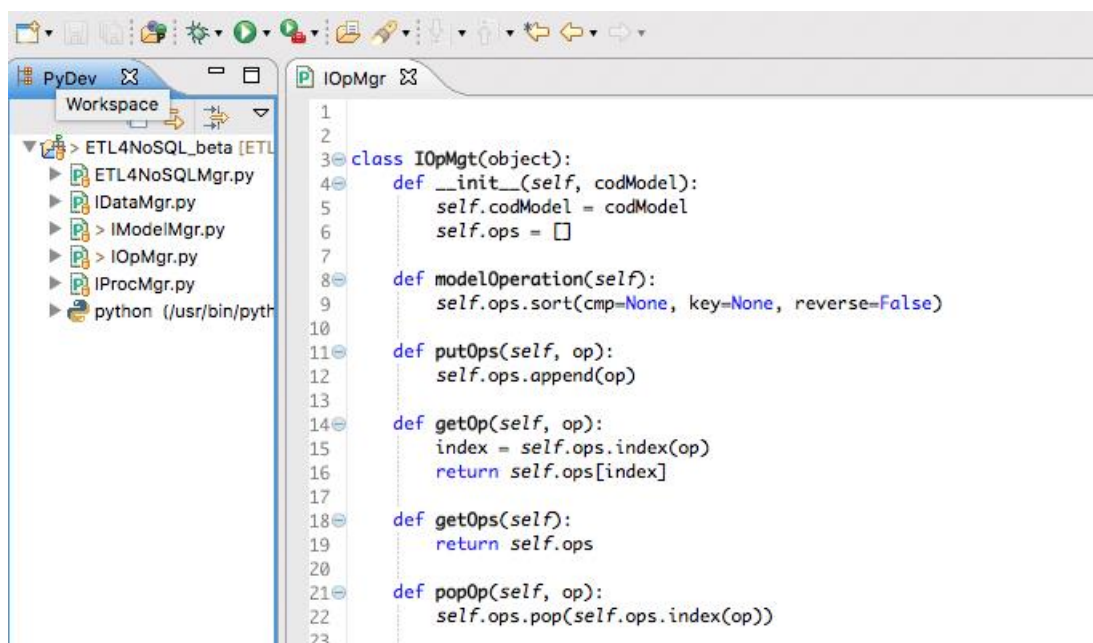 PyDev
Workspace
> ETL4NoSQL_beta [ETL
ETL4NoSQLMgr.py
IDataMgr.py
> IModelMgr.py
> IOpMgr.py
IProcMgr.py
python (/usr/bin/pyth
IOpMgr
1
2
3 class IOpMgt(object):
4     def __init__(self, codModel):
5         self.codModel = codModel
6         self.ops = []
7
8     def modelOperation(self):
9         self.ops.sort(cmp=None, key=None, reverse=False)
10
11     def putOps(self, op):
12         self.ops.append(op)
13
14     def getOp(self, op):
15         index = self.ops.index(op)
16         return self.ops[index]
17
18     def getOps(self):
19         return self.ops
20
21     def popOp(self, op):
22         self.ops.pop(self.ops.index(op))
23